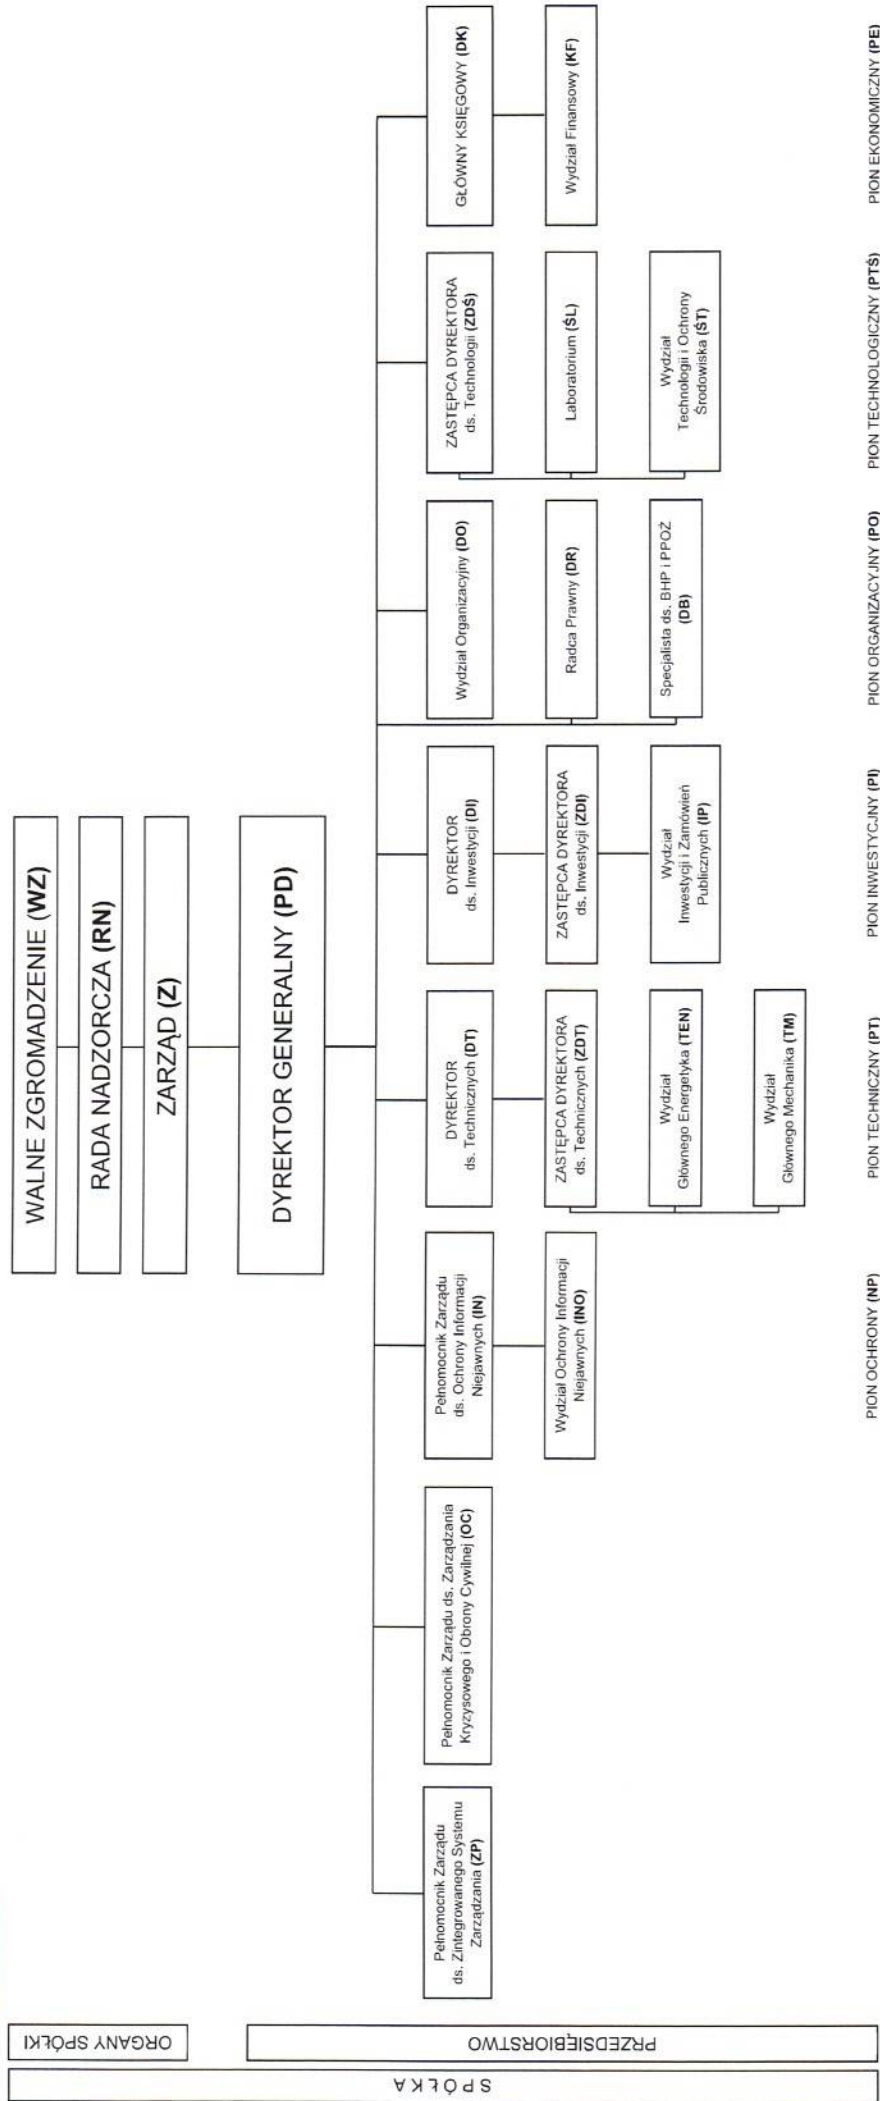 SPÓŁKA
ORGANY SPÓŁKI
PRZEDSIĘBIORSTWO
WALNE ZGROMADZENIE (WZ)
RADA NADZORCZA (RN)
ZARZĄD (Z)
DYREKTOR GENERALNY (PD)
Pełnomocnik Zarządu
ds. Zintegrowanego Systemu
Zarządzania (ZP)
Pełnomocnik Zarządu ds. Zarządzania
Kryzysowego i Obrony Cywilnej (OC)
Pełnomocnik Zarządu
ds. Ochrony Informacji
Niejawnych (IN)
Wydział Ochrony Informacji
Niejawnych (INO)
DYREKTOR
ds. Technicznych (DT)
ZASTĘPCA DYREKTORA
ds. Technicznych (ZDT)
Wydział
Głównego Energetyka (TEN)
Wydział
Głównego Mechanika (TM)
DYREKTOR
ds. Inwestycji (DI)
ZASTĘPCA DYREKTORA
ds. Inwestycji (ZDI)
Wydział
Inwestycji i Zamówień
Publicznych (IP)
Wydział Organizacyjny (DO)
Radca Prawny (DR)
Specjalista ds. BHP i PPOŻ
(DB)
ZASTĘPCA DYREKTORA
ds. Technologii (ZDŚ)
Laboratorium (ŚL)
Wydział
Technologii i Ochrony
Środowiska (ŚT)
GŁÓWNY KSIĘGOWY (DK)
Wydział Finansowy (KF)
PION OCHRONY (NP)
PION TECHNICZNY (PT)
PION INWESTYCJNY (PI)
PION ORGANIZACYJNY (PO)
PION TECHNOLOGICZNY (PTŚ)
PION EKONOMICZNY (PE)